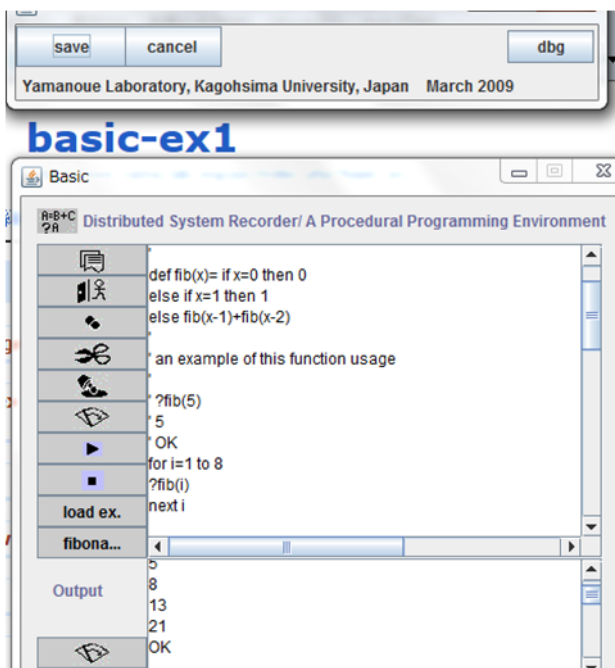 save cancel dbg
Yamanoue Laboratory, Kagohsima University, Japan March 2009
basic-ex1
Basic
A=B+C
?A
Distributed System Recorder/ A Procedural Programming Environment
'
def fib(x)= if x=0 then 0
else if x=1 then 1
else fib(x-1)+fib(x-2)
'
' an example of this function usage
'
' ?fib(5)
' 5
' OK
for i=1 to 8
?fib(i)
next i
load ex.
fibona...
Output
5
8
13
21
OK